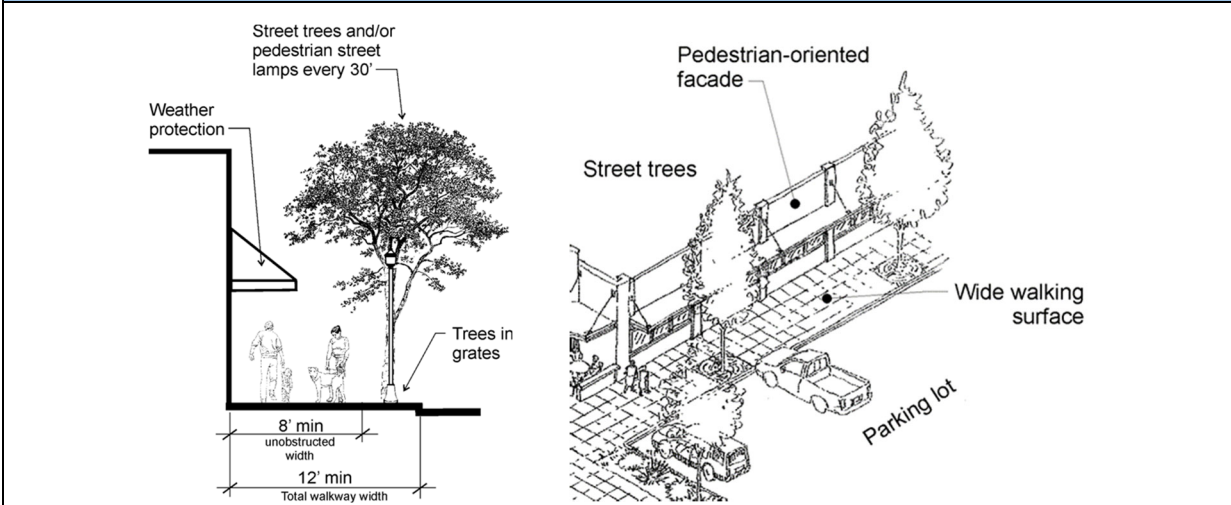 Street trees and/or
pedestrian street
lamps every 30'
Weather
protection
Trees in
grates
8' min
unobstructed
width
12' min
Total walkway width
Pedestrian-oriented
facade
Street trees
Wide walking
surface
Parking lot